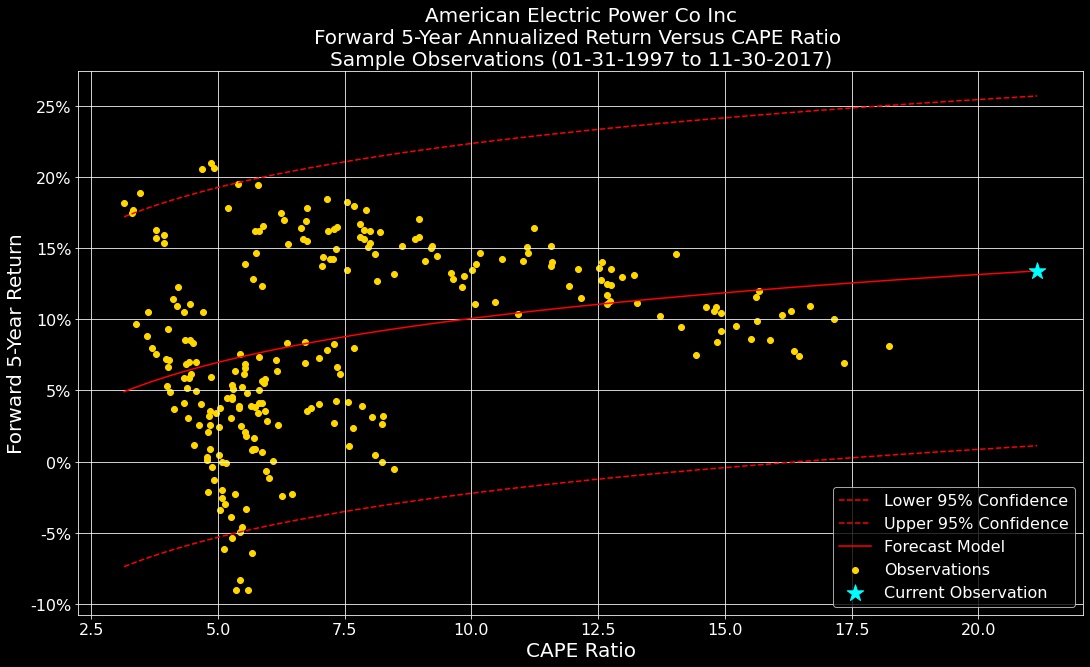 American Electric Power Co Inc
Forward 5-Year Annualized Return Versus CAPE Ratio
Sample Observations (01-31-1997 to 11-30-2017)
Forward 5-Year Return
25%
20%
15%
10%
5%
0%
-5%
-10%
Lower 95% Confidence
Upper 95% Confidence
Forecast Model
Observations
Current Observation
2.5 5.0 7.5 10.0 12.5 15.0 17.5 20.0
CAPE Ratio